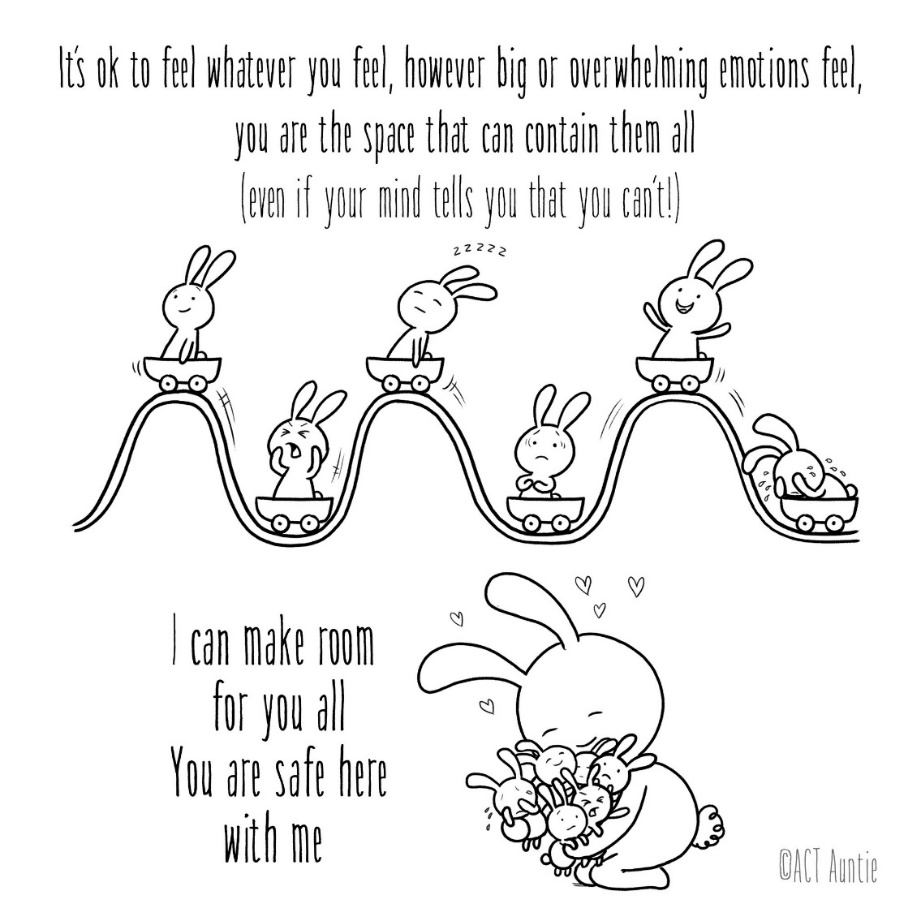 It's ok to feel whatever you feel, however big or overwhelming emotions feel,
you are the space that can contain them all
(even if your mind tells you that you can't!)
zzzzz
I can make room
for you all
You are safe here
with me
©ACT Auntie